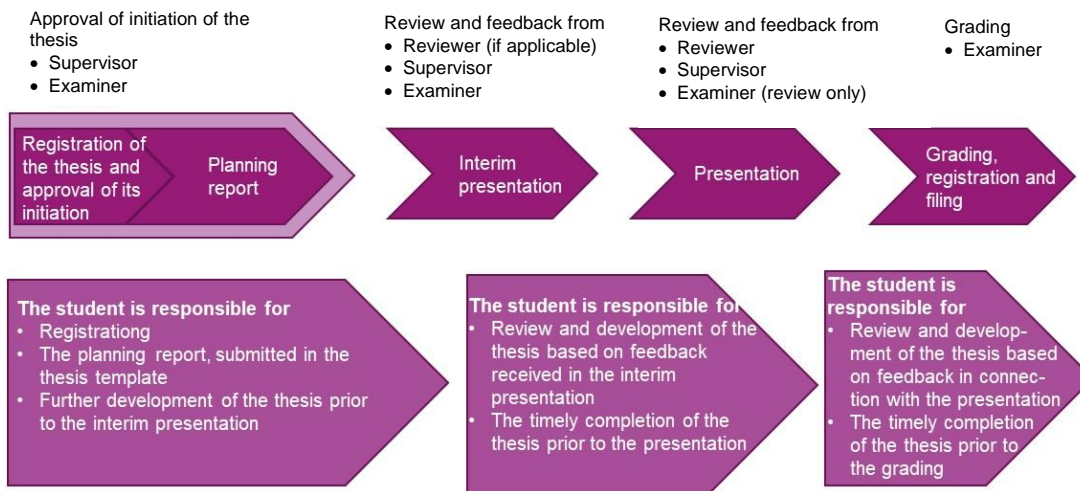 Approval of initiation of the
thesis
• Supervisor
• Examiner
Review and feedback from
• Reviewer (if applicable)
• Supervisor
• Examiner
Review and feedback from
• Reviewer
• Supervisor
• Examiner (review only)
Grading
• Examiner
Registration of
the thesis and
approval of its
initiation
Planning
report
Interim
presentation
Presentation
Grading,
registration and
filing
The student is responsible for
• Registrationg
• The planning report, submitted in the
thesis template
• Further development of the thesis prior
to the interim presentation
The student is responsible for
• Review and development of the
thesis based on feedback
received in the interim
presentation
• The timely completion of the
thesis prior to the presentation
The student is
responsible for
• Review and develop-
ment of the thesis based
on feedback in connec-
tion with the presentation
• The timely completion
of the thesis prior to
the grading